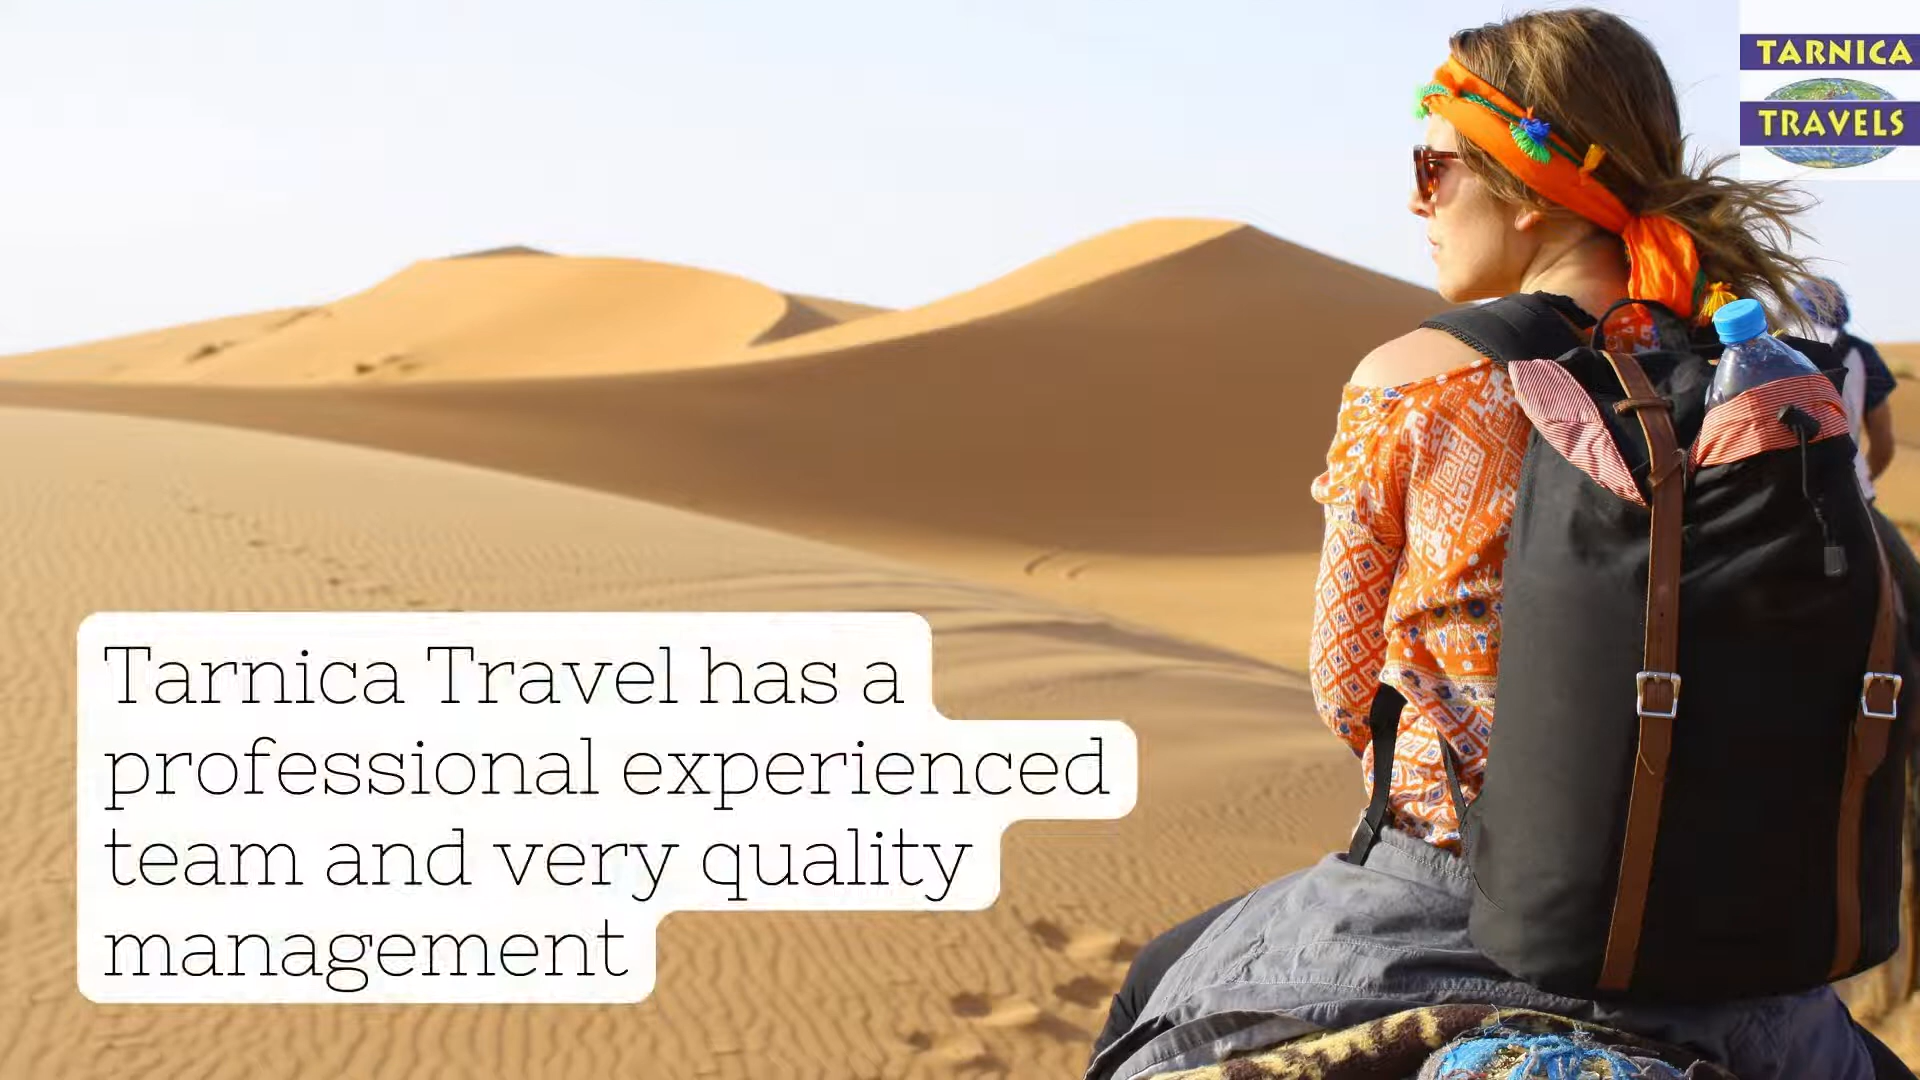 TARNICA
TRAVELS
Tarnica Travel has a
professional experienced
team and very quality
management